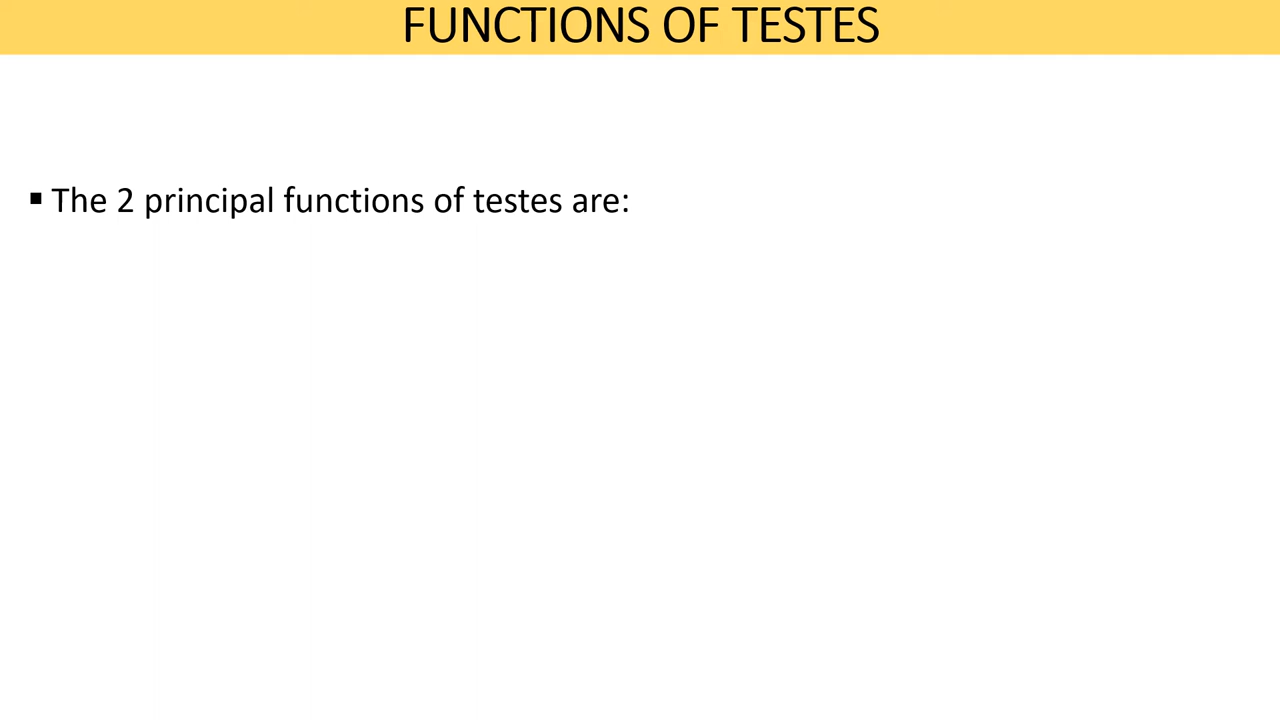 FUNCTIONS OF TESTES
▪ The 2 principal functions of testes are: